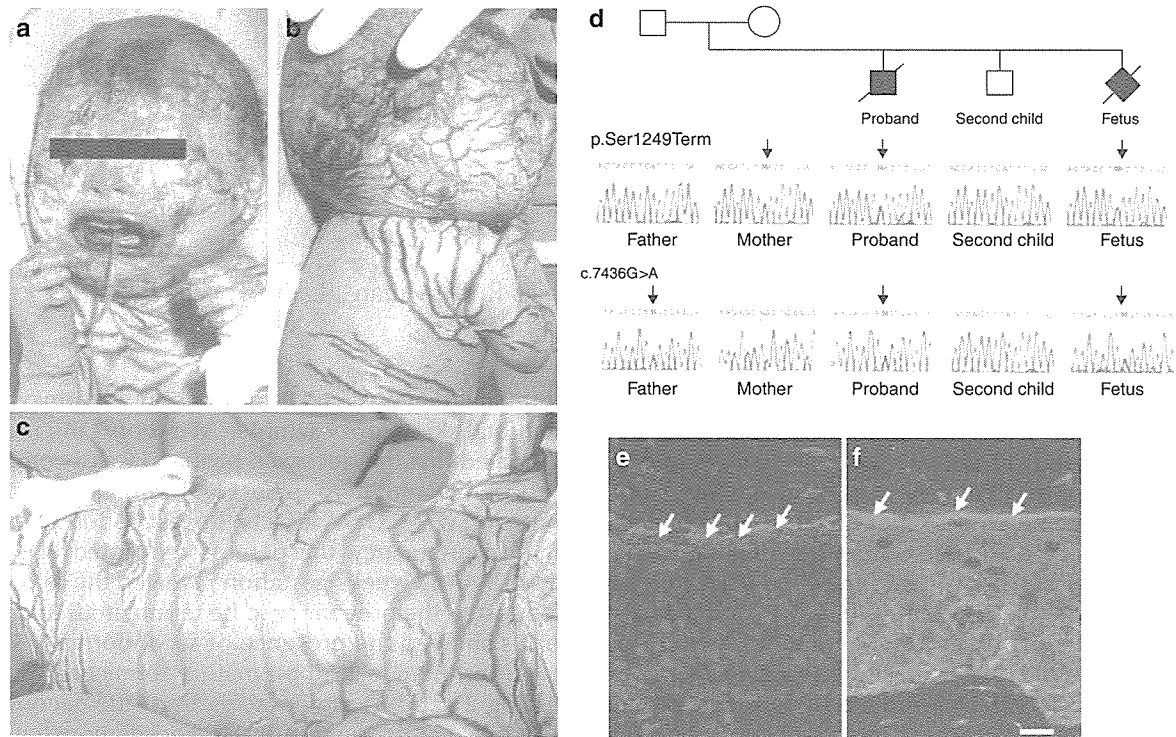 a
b
c
d
Proband
Second child
Fetus
p.Ser1249Term
Father
Mother
Proband
Second child
Fetus
c.7436G>A
Father
Mother
Proband
Second child
Fetus
e
f